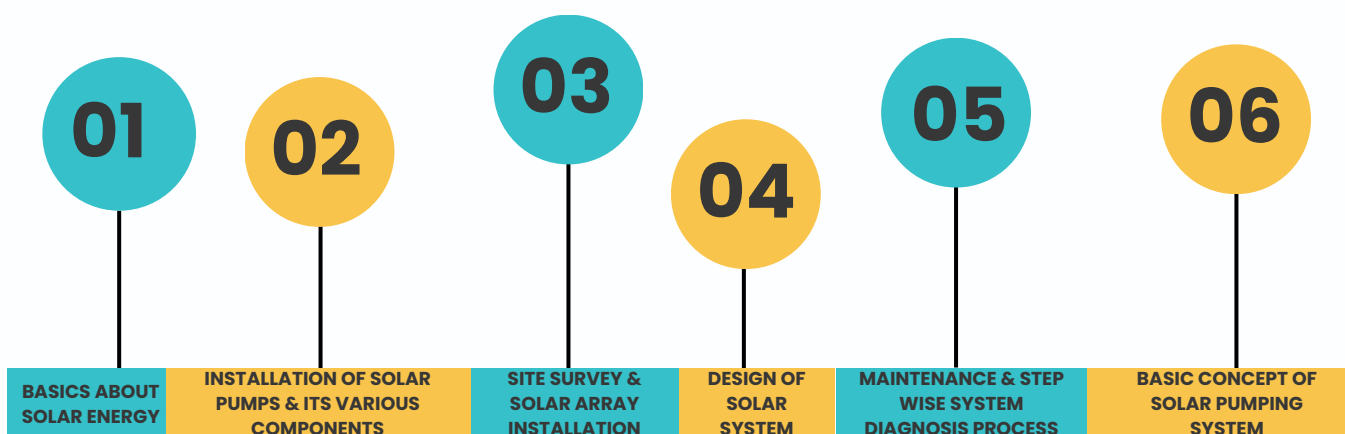 01
BASICS ABOUT
SOLAR ENERGY
02
INSTALLATION OF SOLAR
PUMPS & ITS VARIOUS
COMPONENTS
03
SITE SURVEY &
SOLAR ARRAY
INSTALLATION
04
DESIGN OF
SOLAR
SYSTEM
05
MAINTENANCE & STEP
WISE SYSTEM
DIAGNOSIS PROCESS
06
BASIC CONCEPT OF
SOLAR PUMPING
SYSTEM